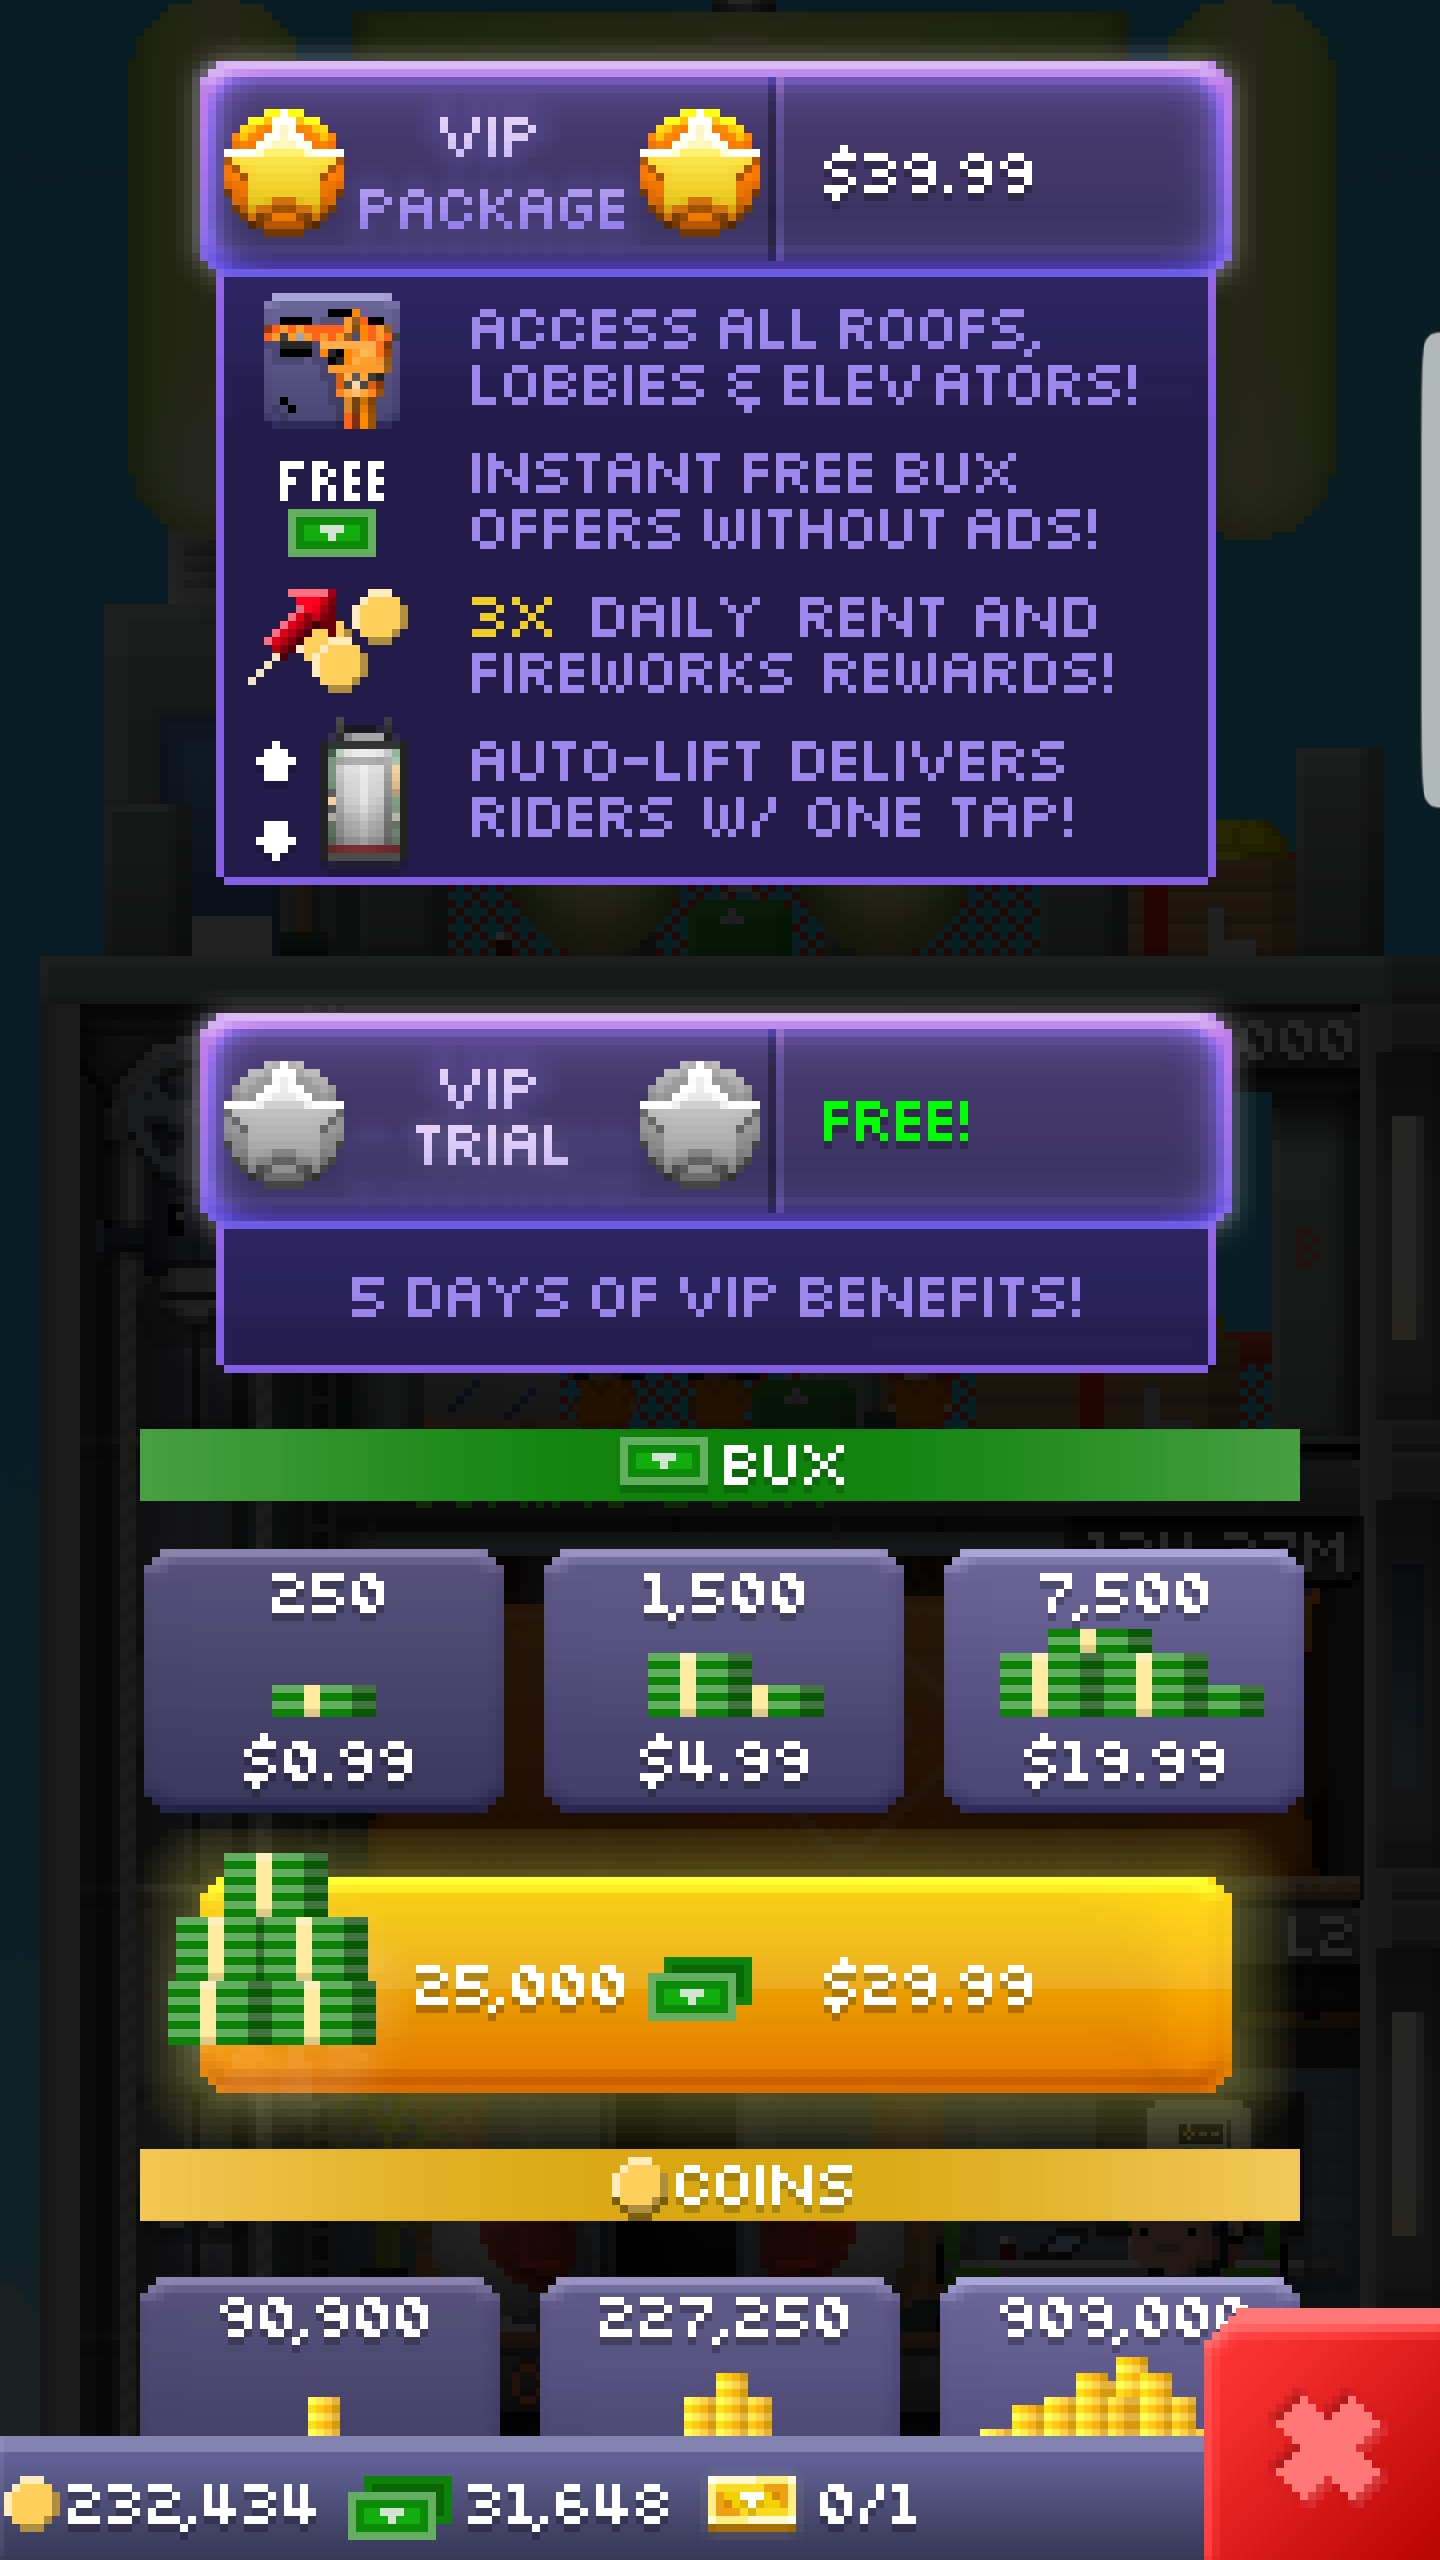 VIP
PACKAGE
$39.99
ACCESS ALL ROOFS,
LOBBIES & ELEVATORS!
FREE
INSTANT FREE BUX
OFFERS WITHOUT ADS!
3X DAILY RENT AND
FIREWORKS REWARDS!
AUTO-LIFT DELIVERS
RIDERS W/ ONE TAP!
VIP
TRIAL
FREE!
5 DAYS OF VIP BENEFITS!
BUX
250
1,500
7,500
$0.99
$4.99
$19.99
25,000
$29.99
COINS
90,900
227,250
909,000
232,434
31,648
0/1